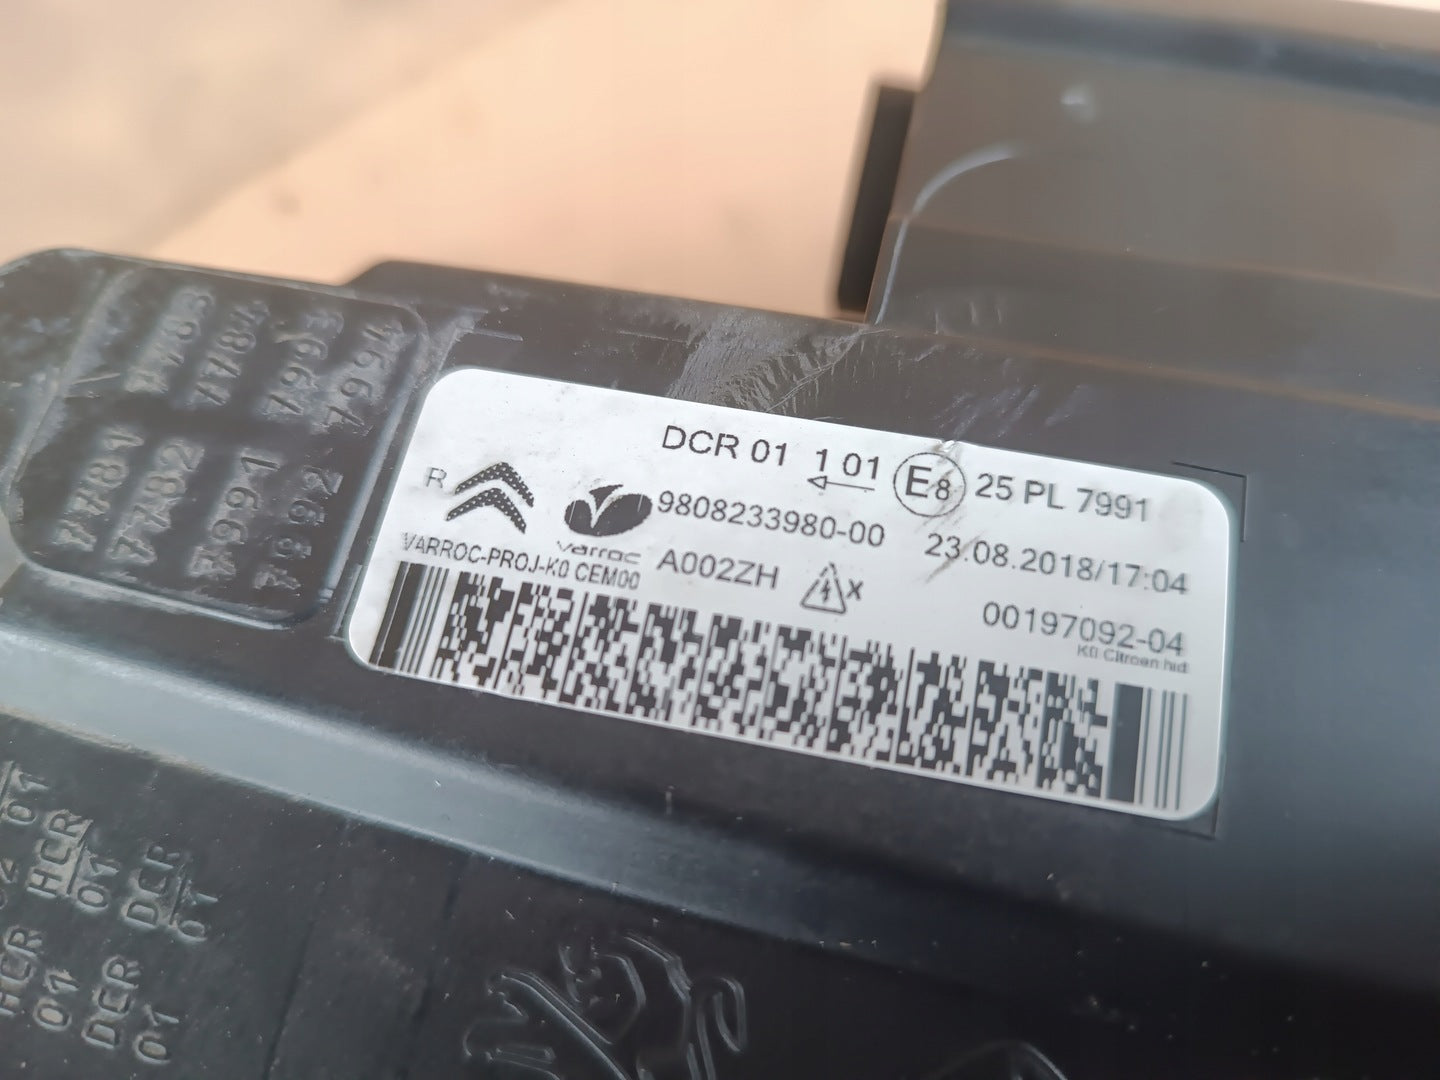 7783
7784
7993
7994
7781
7782
7991
7992
DCR 01 1 01 E8 25 PL 7991
R varroc 9808233980-00 23.08.2018/17:04
VARROC-PROJ-K0 CEM00 A002ZH X 00197092-04
K0 Citroen hid
01 HCR 01 DCR 01
HCR 01 DCR 01